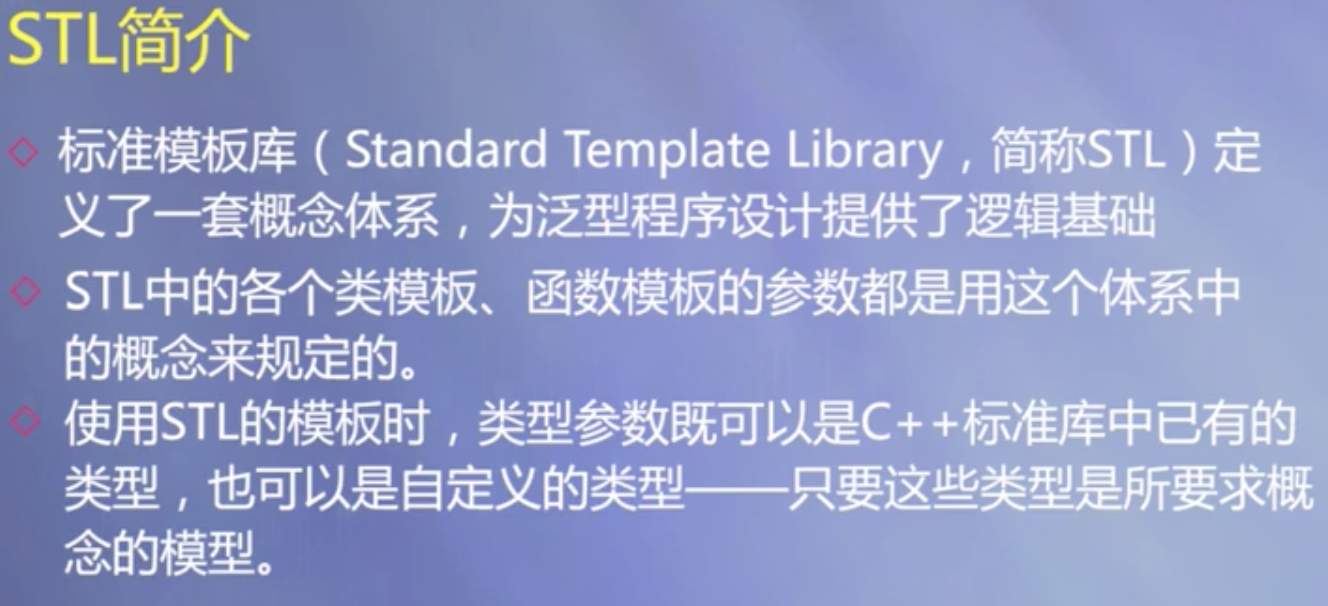 STL简介
标准模板库（Standard Template Library，简称STL）定
义了一套概念体系，为泛型程序设计提供了逻辑基础
STL中的各个类模板、函数模板的参数都是用这个体系中
的概念来规定的。
使用STL的模板时，类型参数既可以是C++标准库中已有的
类型，也可以是自定义的类型——只要这些类型是所要求概
念的模型。